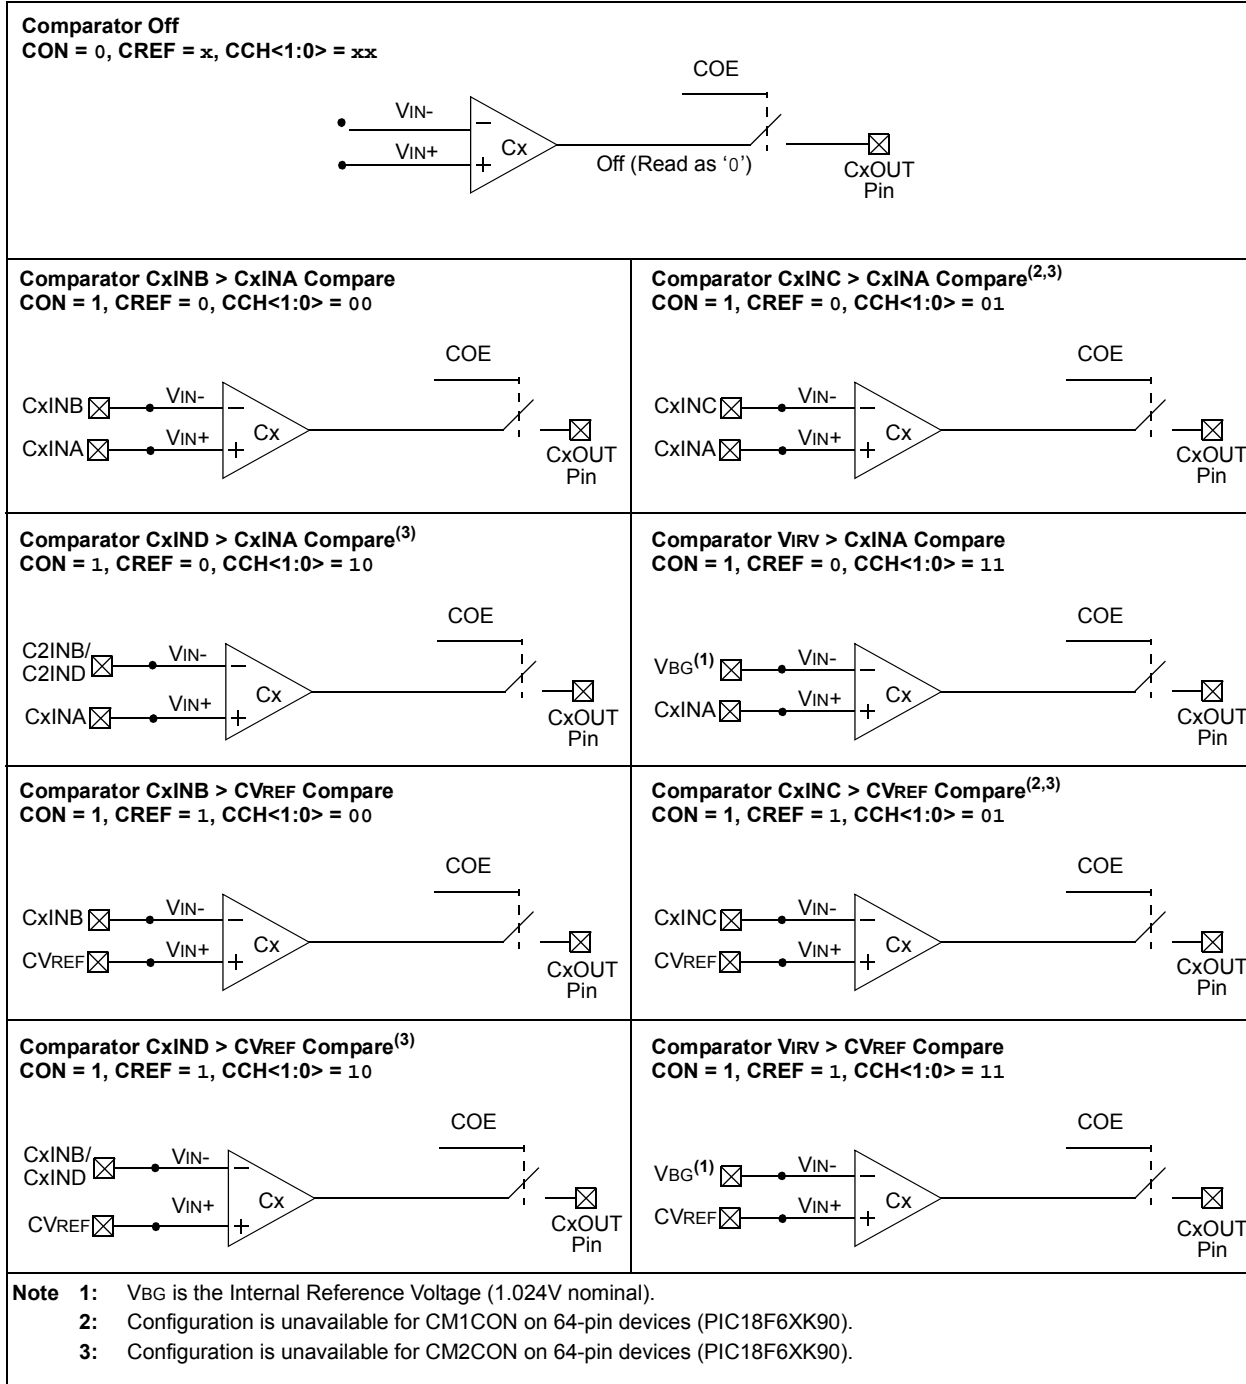 Comparator Off
CON = 0, CREF = x, CCH<1:0> = xx
COE
VIN-
VIN+
Cx
Off (Read as ‘0’)
CxOUT
Pin
Comparator CxINB > CxINA Compare
CON = 1, CREF = 0, CCH<1:0> = 00
COE
CxINB
VIN-
CxINA
VIN+
Cx
CxOUT
Pin
Comparator CxINC > CxINA Compare(2,3)
CON = 1, CREF = 0, CCH<1:0> = 01
COE
CxINC
VIN-
CxINA
VIN+
Cx
CxOUT
Pin
Comparator CxIND > CxINA Compare(3)
CON = 1, CREF = 0, CCH<1:0> = 10
COE
C2INB/
C2IND
VIN-
CxINA
VIN+
Cx
CxOUT
Pin
Comparator VIRV > CxINA Compare
CON = 1, CREF = 0, CCH<1:0> = 11
COE
VBG(1)
VIN-
CxINA
VIN+
Cx
CxOUT
Pin
Comparator CxINB > CVREF Compare
CON = 1, CREF = 1, CCH<1:0> = 00
COE
CxINB
VIN-
CVREF
VIN+
Cx
CxOUT
Pin
Comparator CxINC > CVREF Compare(2,3)
CON = 1, CREF = 1, CCH<1:0> = 01
COE
CxINC
VIN-
CVREF
VIN+
Cx
CxOUT
Pin
Comparator CxIND > CVREF Compare(3)
CON = 1, CREF = 1, CCH<1:0> = 10
COE
CxINB/
CxIND
VIN-
CVREF
VIN+
Cx
CxOUT
Pin
Comparator VIRV > CVREF Compare
CON = 1, CREF = 1, CCH<1:0> = 11
COE
VBG(1)
VIN-
CVREF
VIN+
Cx
CxOUT
Pin
Note 1: VBG is the Internal Reference Voltage (1.024V nominal).
2: Configuration is unavailable for CM1CON on 64-pin devices (PIC18F6XK90).
3: Configuration is unavailable for CM2CON on 64-pin devices (PIC18F6XK90).